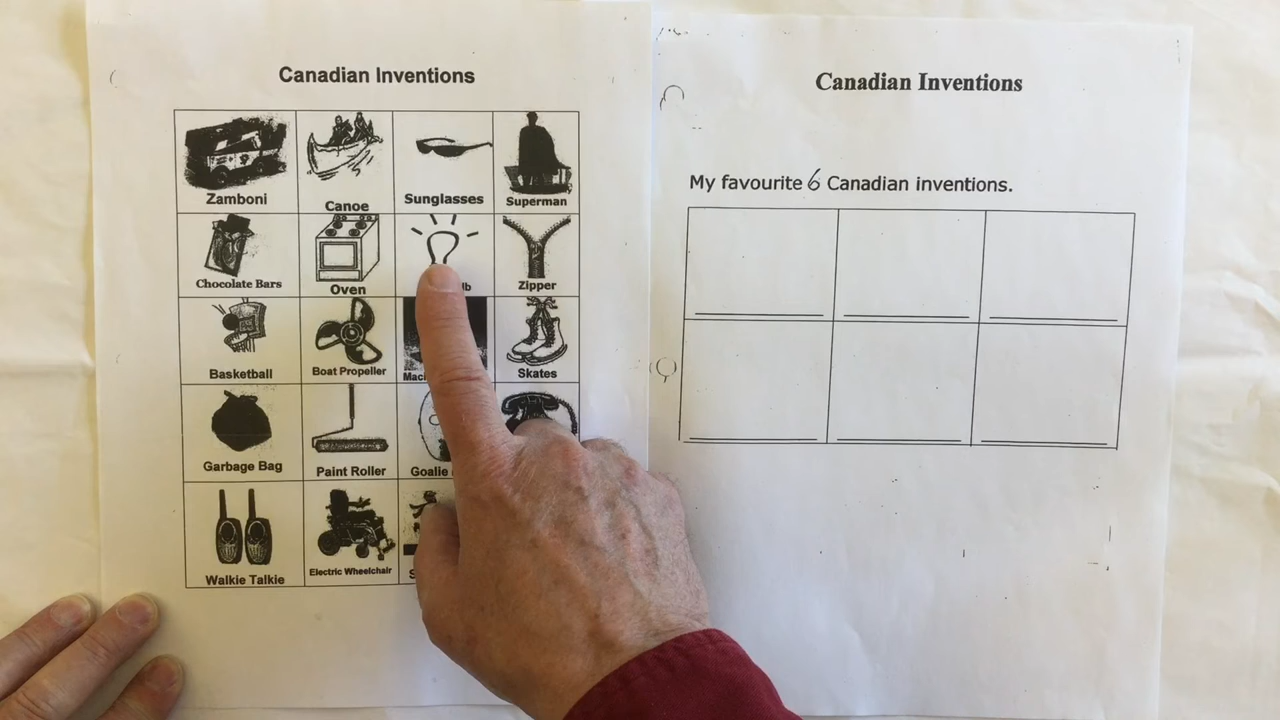 Canadian Inventions
Zamboni
Canoe
Sunglasses
Superman
Chocolate Bars
Oven
Zipper
Basketball
Boat Propeller
Skates
Garbage Bag
Paint Roller
Goalie
Walkie Talkie
Electric Wheelchair
Canadian Inventions
My favourite 6 Canadian inventions.